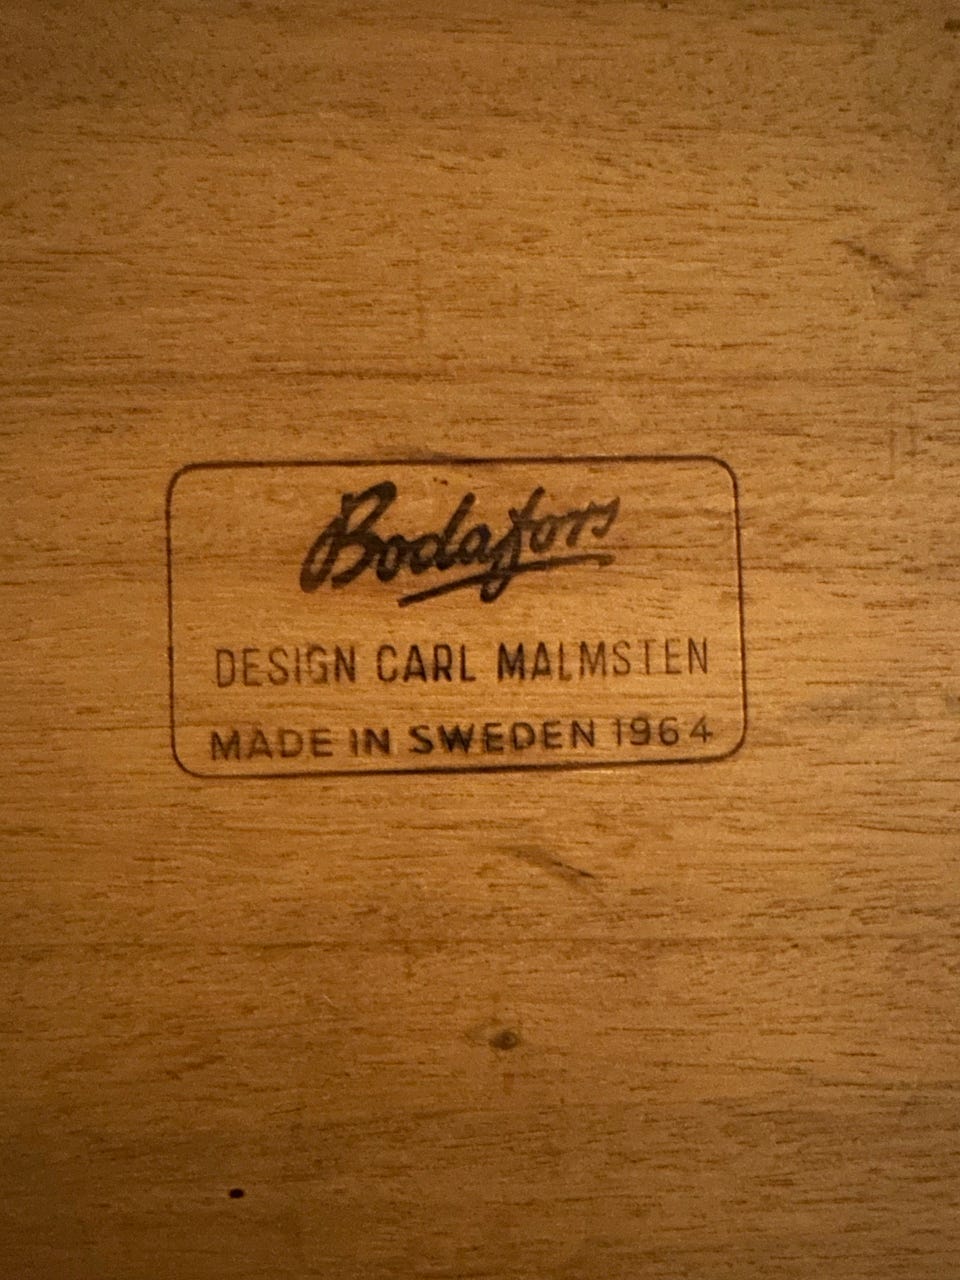 Bodafors
DESIGN CARL MALMSTEN
MADE IN SWEDEN 1964